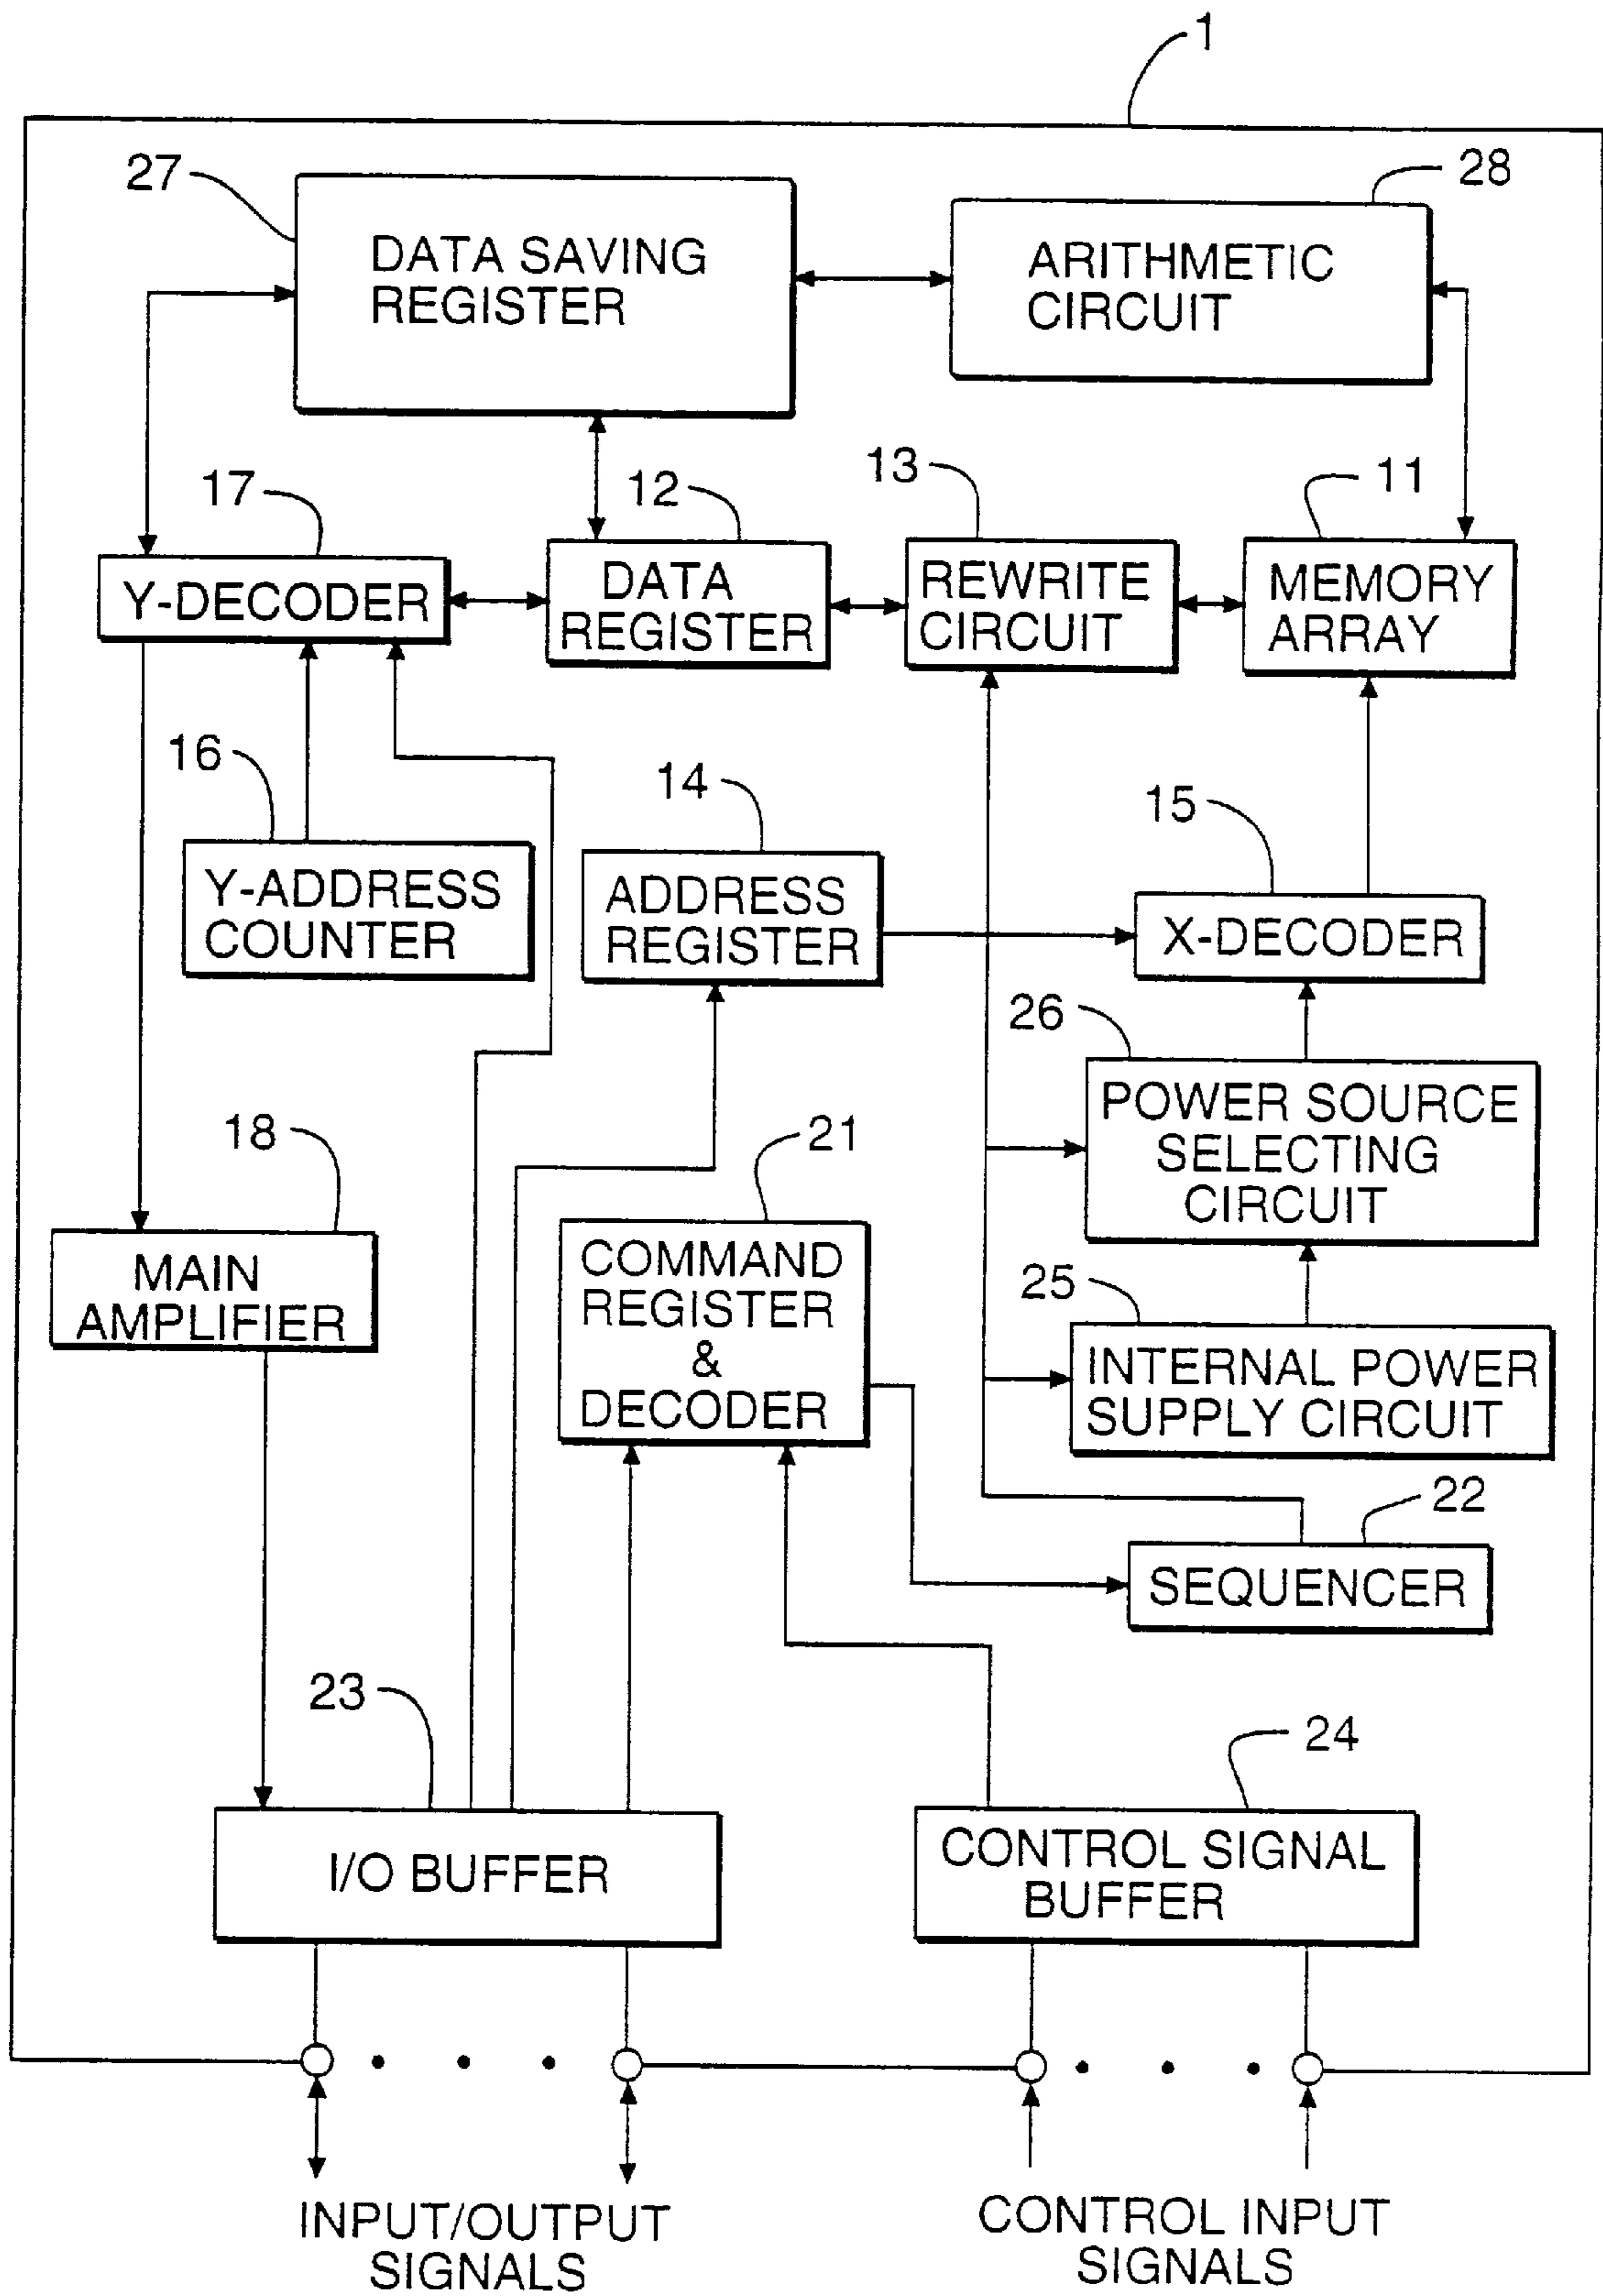 1
27
DATA SAVING
REGISTER
28
ARITHMETIC
CIRCUIT
17
Y-DECODER
12
DATA
REGISTER
13
REWRITE
CIRCUIT
11
MEMORY
ARRAY
16
Y-ADDRESS
COUNTER
14
ADDRESS
REGISTER
15
X-DECODER
26
POWER SOURCE
SELECTING
CIRCUIT
18
MAIN
AMPLIFIER
21
COMMAND
REGISTER
&
DECODER
25
INTERNAL POWER
SUPPLY CIRCUIT
22
SEQUENCER
23
I/O BUFFER
24
CONTROL SIGNAL
BUFFER
INPUT/OUTPUT
SIGNALS
CONTROL INPUT
SIGNALS